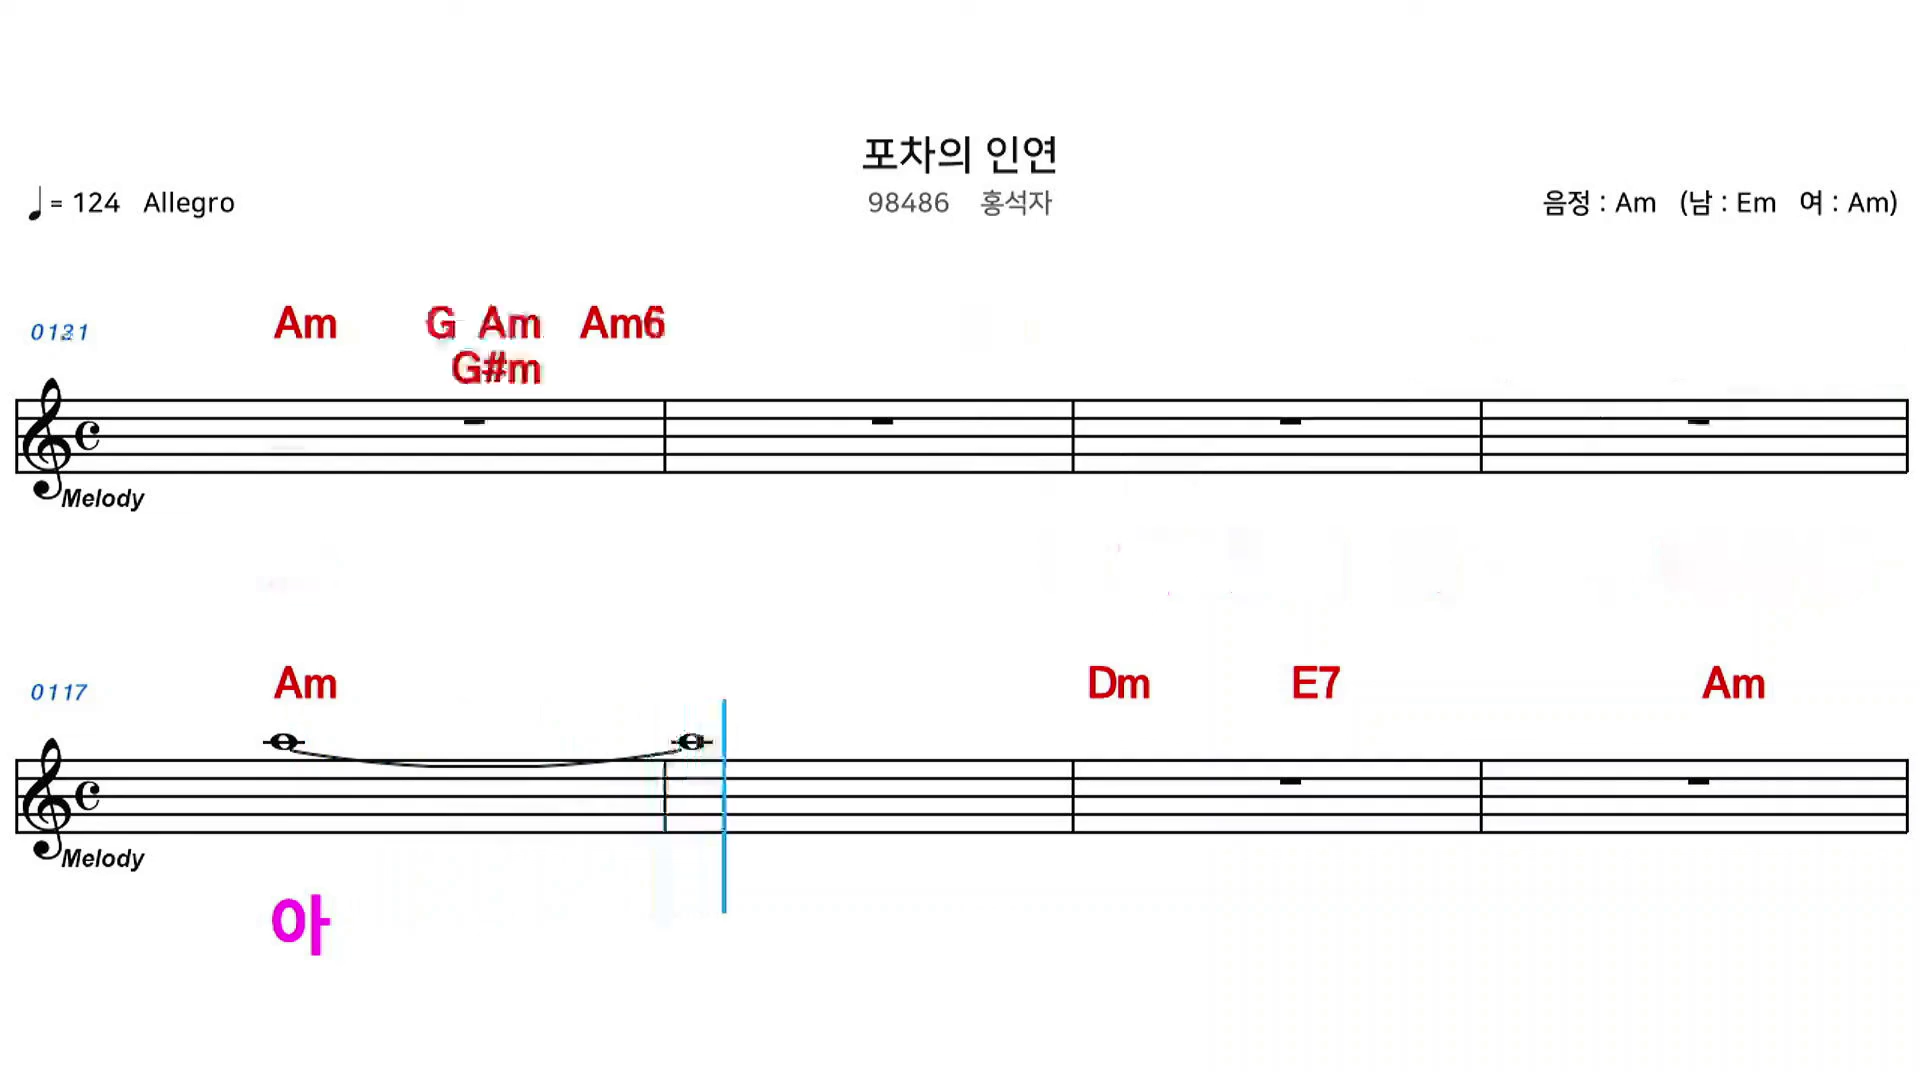 포차의 인연
= 124 Allegro
98486 홍석자
음정 : Am (남 : Em 여 : Am)
0121 Am G Am Am6
G#m
Melody
0117 Am Dm E7 Am
Melody
아